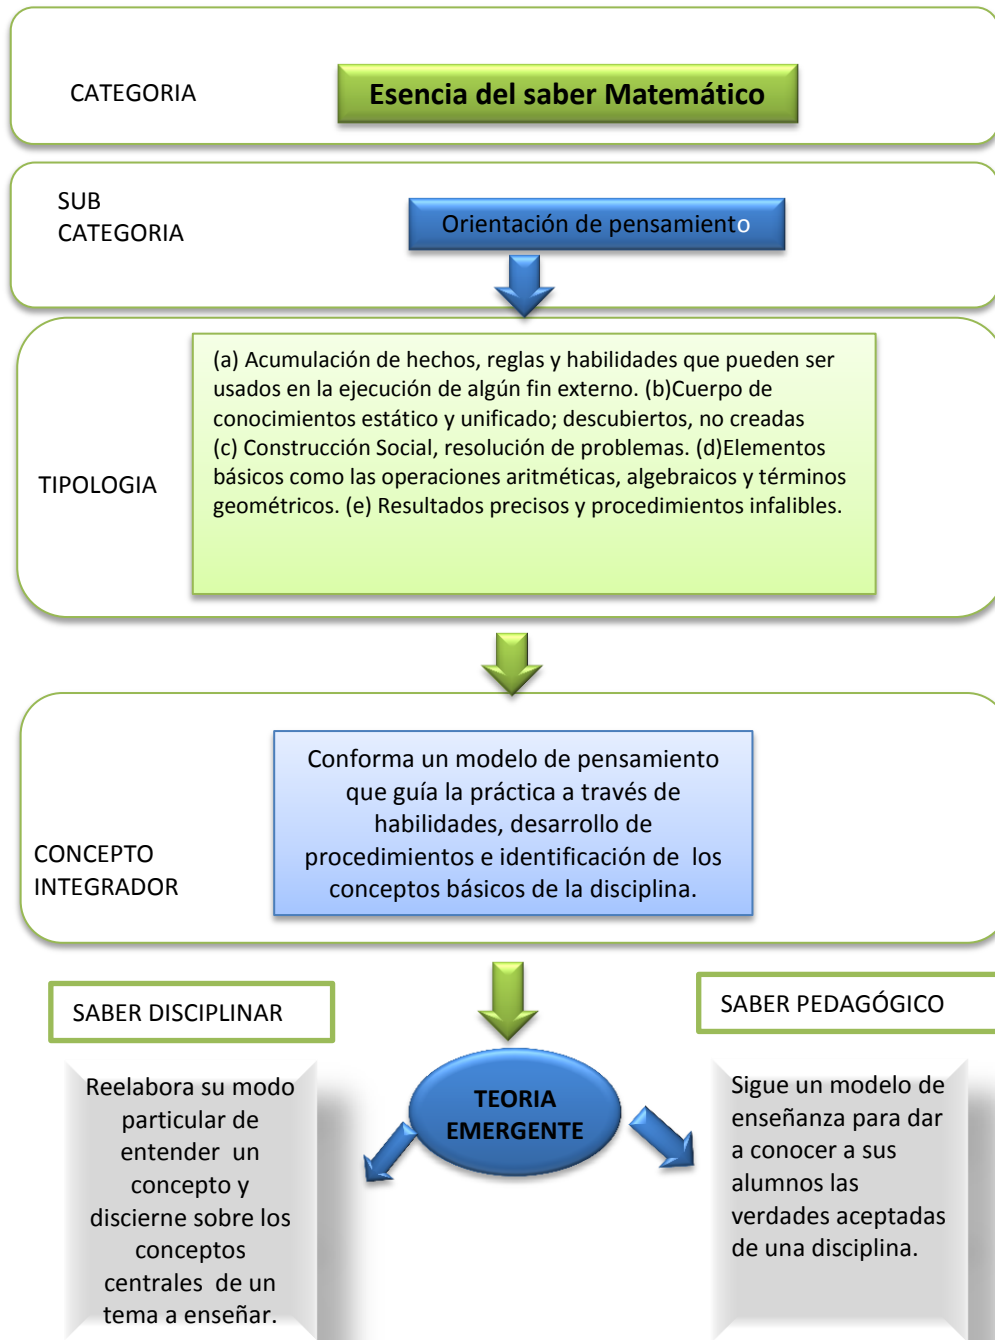 CATEGORIA
Esencia del saber Matemático
SUB
CATEGORIA
Orientación de pensamiento
TIPOLOGIA
(a) Acumulación de hechos, reglas y habilidades que pueden ser
usados en la ejecución de algún fin externo. (b)Cuerpo de
conocimientos estático y unificado; descubiertos, no creadas
(c) Construcción Social, resolución de problemas. (d)Elementos
básicos como las operaciones aritméticas, algebraicos y términos
geométricos. (e) Resultados precisos y procedimientos infalibles.
CONCEPTO
INTEGRADOR
Conforma un modelo de pensamiento
que guía la práctica a través de
habilidades, desarrollo de
procedimientos e identificación de los
conceptos básicos de la disciplina.
SABER DISCIPLINAR
SABER PEDAGÓGICO
TEORIA
EMERGENTE
Reelabora su modo
particular de
entender un
concepto y
discierne sobre los
conceptos
centrales de un
tema a enseñar.
Sigue un modelo de
enseñanza para dar
a conocer a sus
alumnos las
verdades aceptadas
de una disciplina.